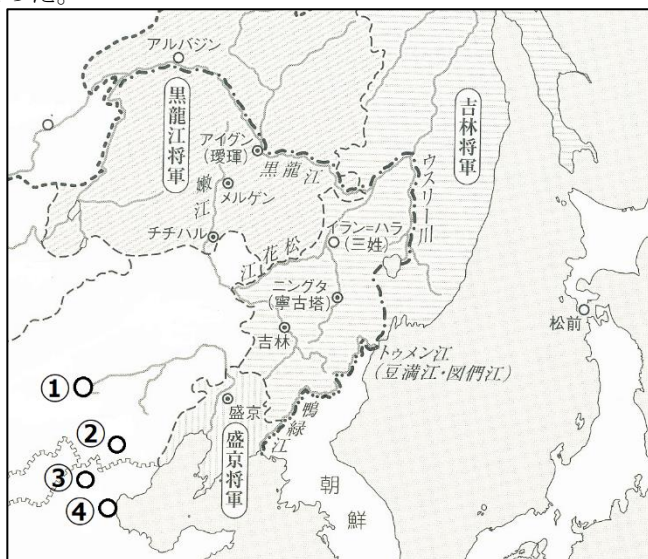 した。
アルバジン
黒龍江将軍
吉林将軍
アイグン
(璦琿)
黒龍江
ウスリー川
嫩江
メルゲン
チチハル
松花江
イラン=ハラ
(三姓)
ニングタ
(寧古塔)
吉林
松前
トゥメン江
(豆満江・図們江)
①
盛京
鴨緑江
②
盛京将軍
③
朝鮮
④